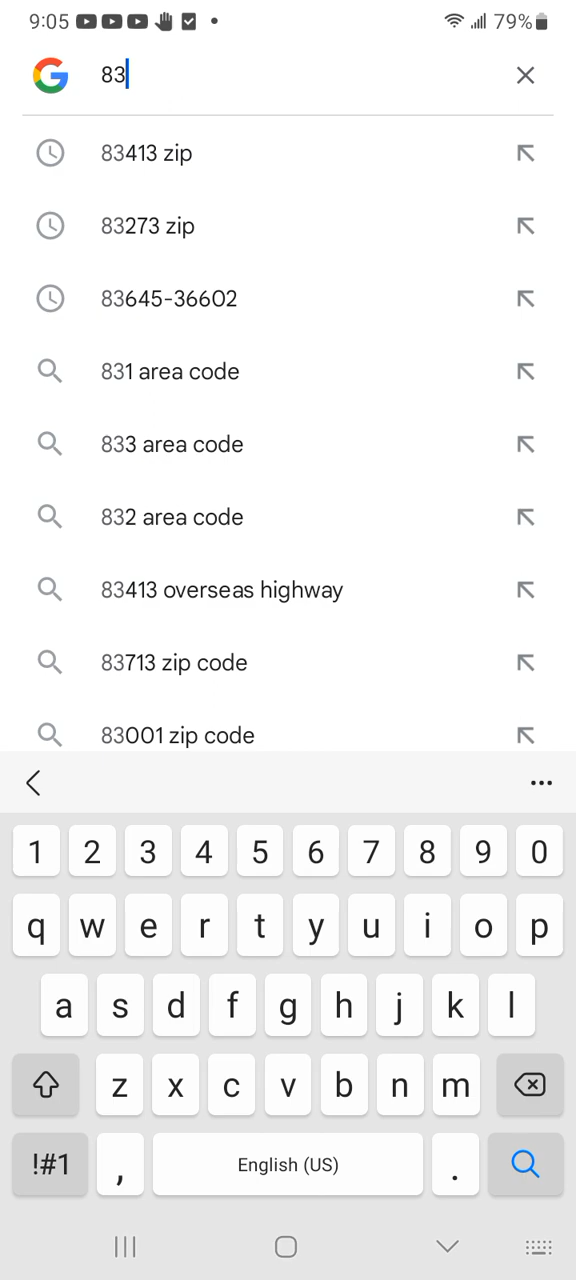 9:05 79%
83
83413 zip
83273 zip
83645-36602
831 area code
833 area code
832 area code
83413 overseas highway
83713 zip code
83001 zip code
1 2 3 4 5 6 7 8 9 0
q w e r t y u i o p
a s d f g h j k l
z x c v b n m
!#1 , English (US) .